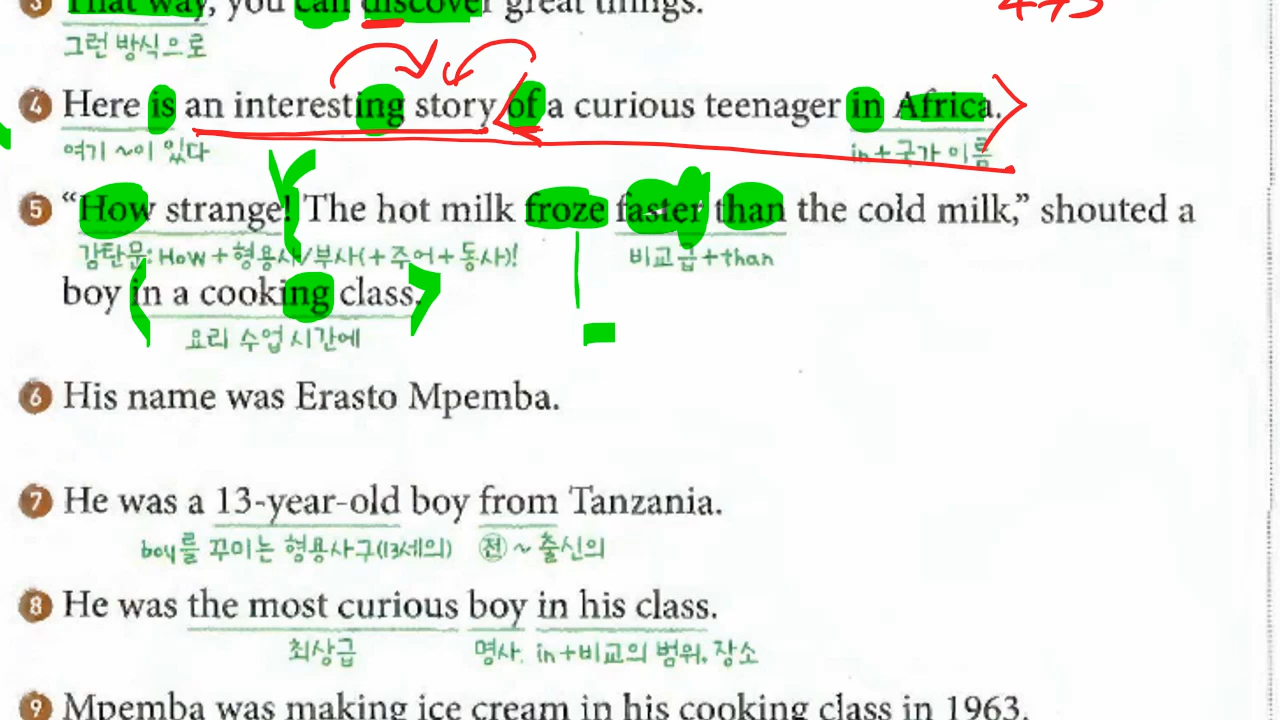 3 That way, you can discover great things.
그런 방식으로
4 Here is an interesting story of a curious teenager in Africa.
여기 ~이 있다 in+국가 이름
5 “How strange! The hot milk froze faster than the cold milk,” shouted a
감탄문: How+형용사/부사(+주어+동사)! 비교급+than
boy in a cooking class.
요리 수업 시간에
6 His name was Erasto Mpemba.
7 He was a 13-year-old boy from Tanzania.
boy를 꾸미는 형용사구(13세의) 전 ~ 출신의
8 He was the most curious boy in his class.
최상급 명사, in+비교의 범위, 장소
9 Mpemba was making ice cream in his cooking class in 1963.